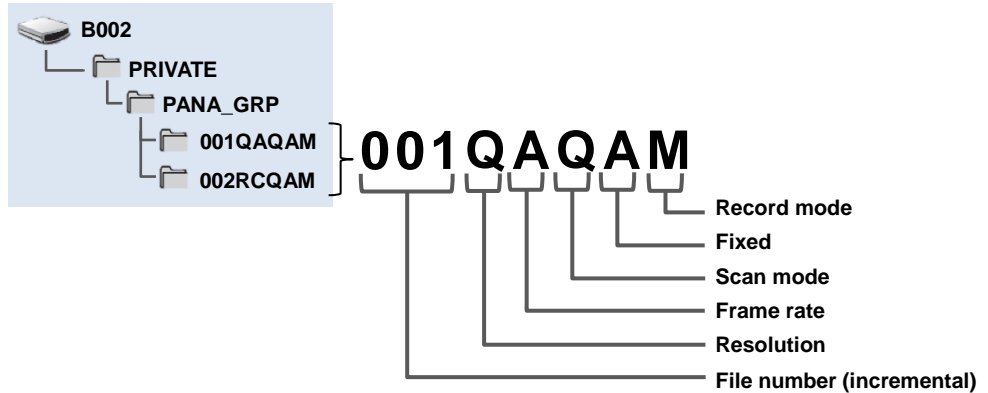 B002
PRIVATE
PANA_GRP
001QAQAM
002RCQAM
001QAQAM
Record mode
Fixed
Scan mode
Frame rate
Resolution
File number (incremental)